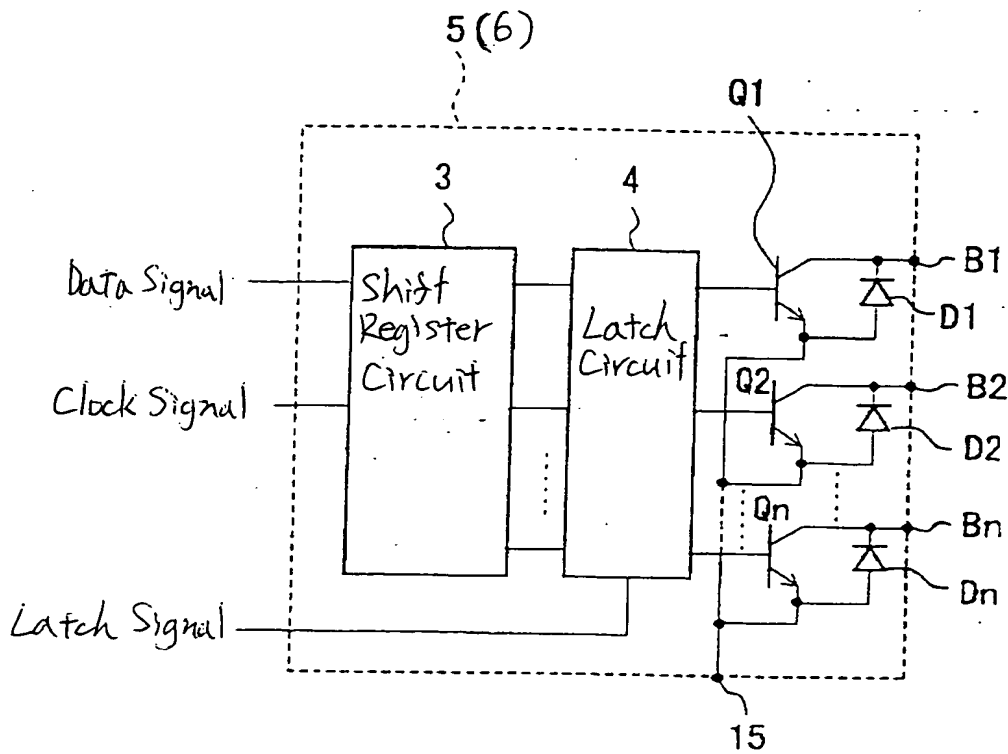 5(6)
Q1
3
4
Data Signal
Shift
Register
Circuit
Latch
Circuit
B1
D1
Clock Signal
Q2
B2
D2
Qn
Bn
Dn
Latch Signal
15